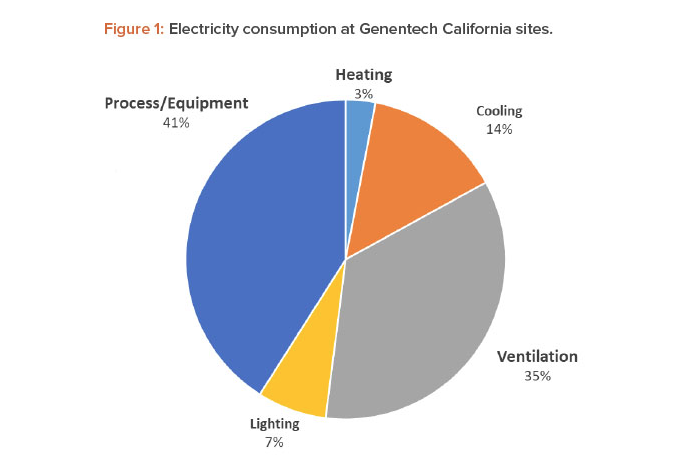 Figure 1: Electricity consumption at Genentech California sites.
Heating
3%
Process/Equipment
41%
Cooling
14%
Ventilation
35%
Lighting
7%